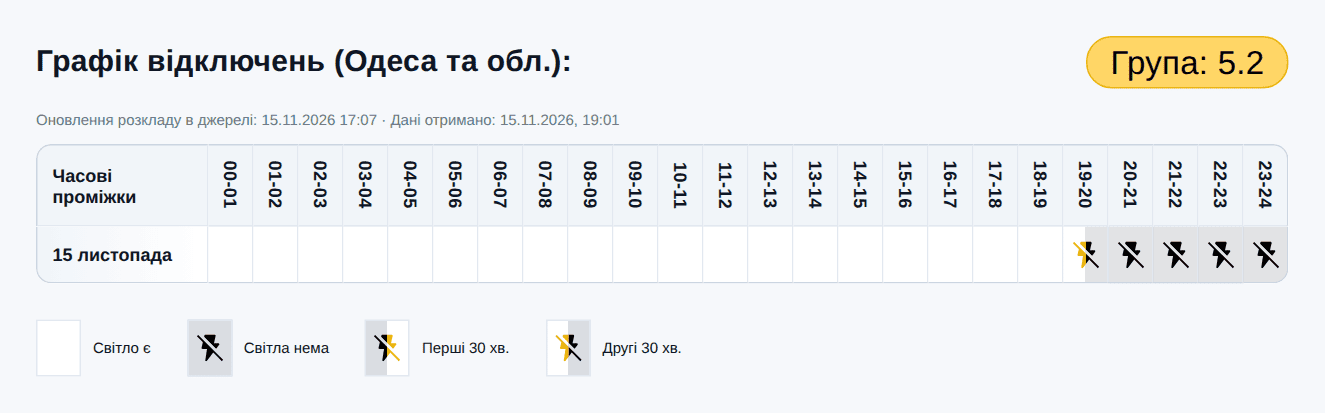 Графік відключень (Одеса та обл.):
Група: 5.2
Оновлення розкладу в джерелі: 15.11.2026 17:07 · Дані отримано: 15.11.2026, 19:01
Часові
проміжки
00-01
01-02
02-03
03-04
04-05
05-06
06-07
07-08
08-09
09-10
10-11
11-12
12-13
13-14
14-15
15-16
16-17
17-18
18-19
19-20
20-21
21-22
22-23
23-24
15 листопада
Світло є
Світла нема
Перші 30 хв.
Другі 30 хв.